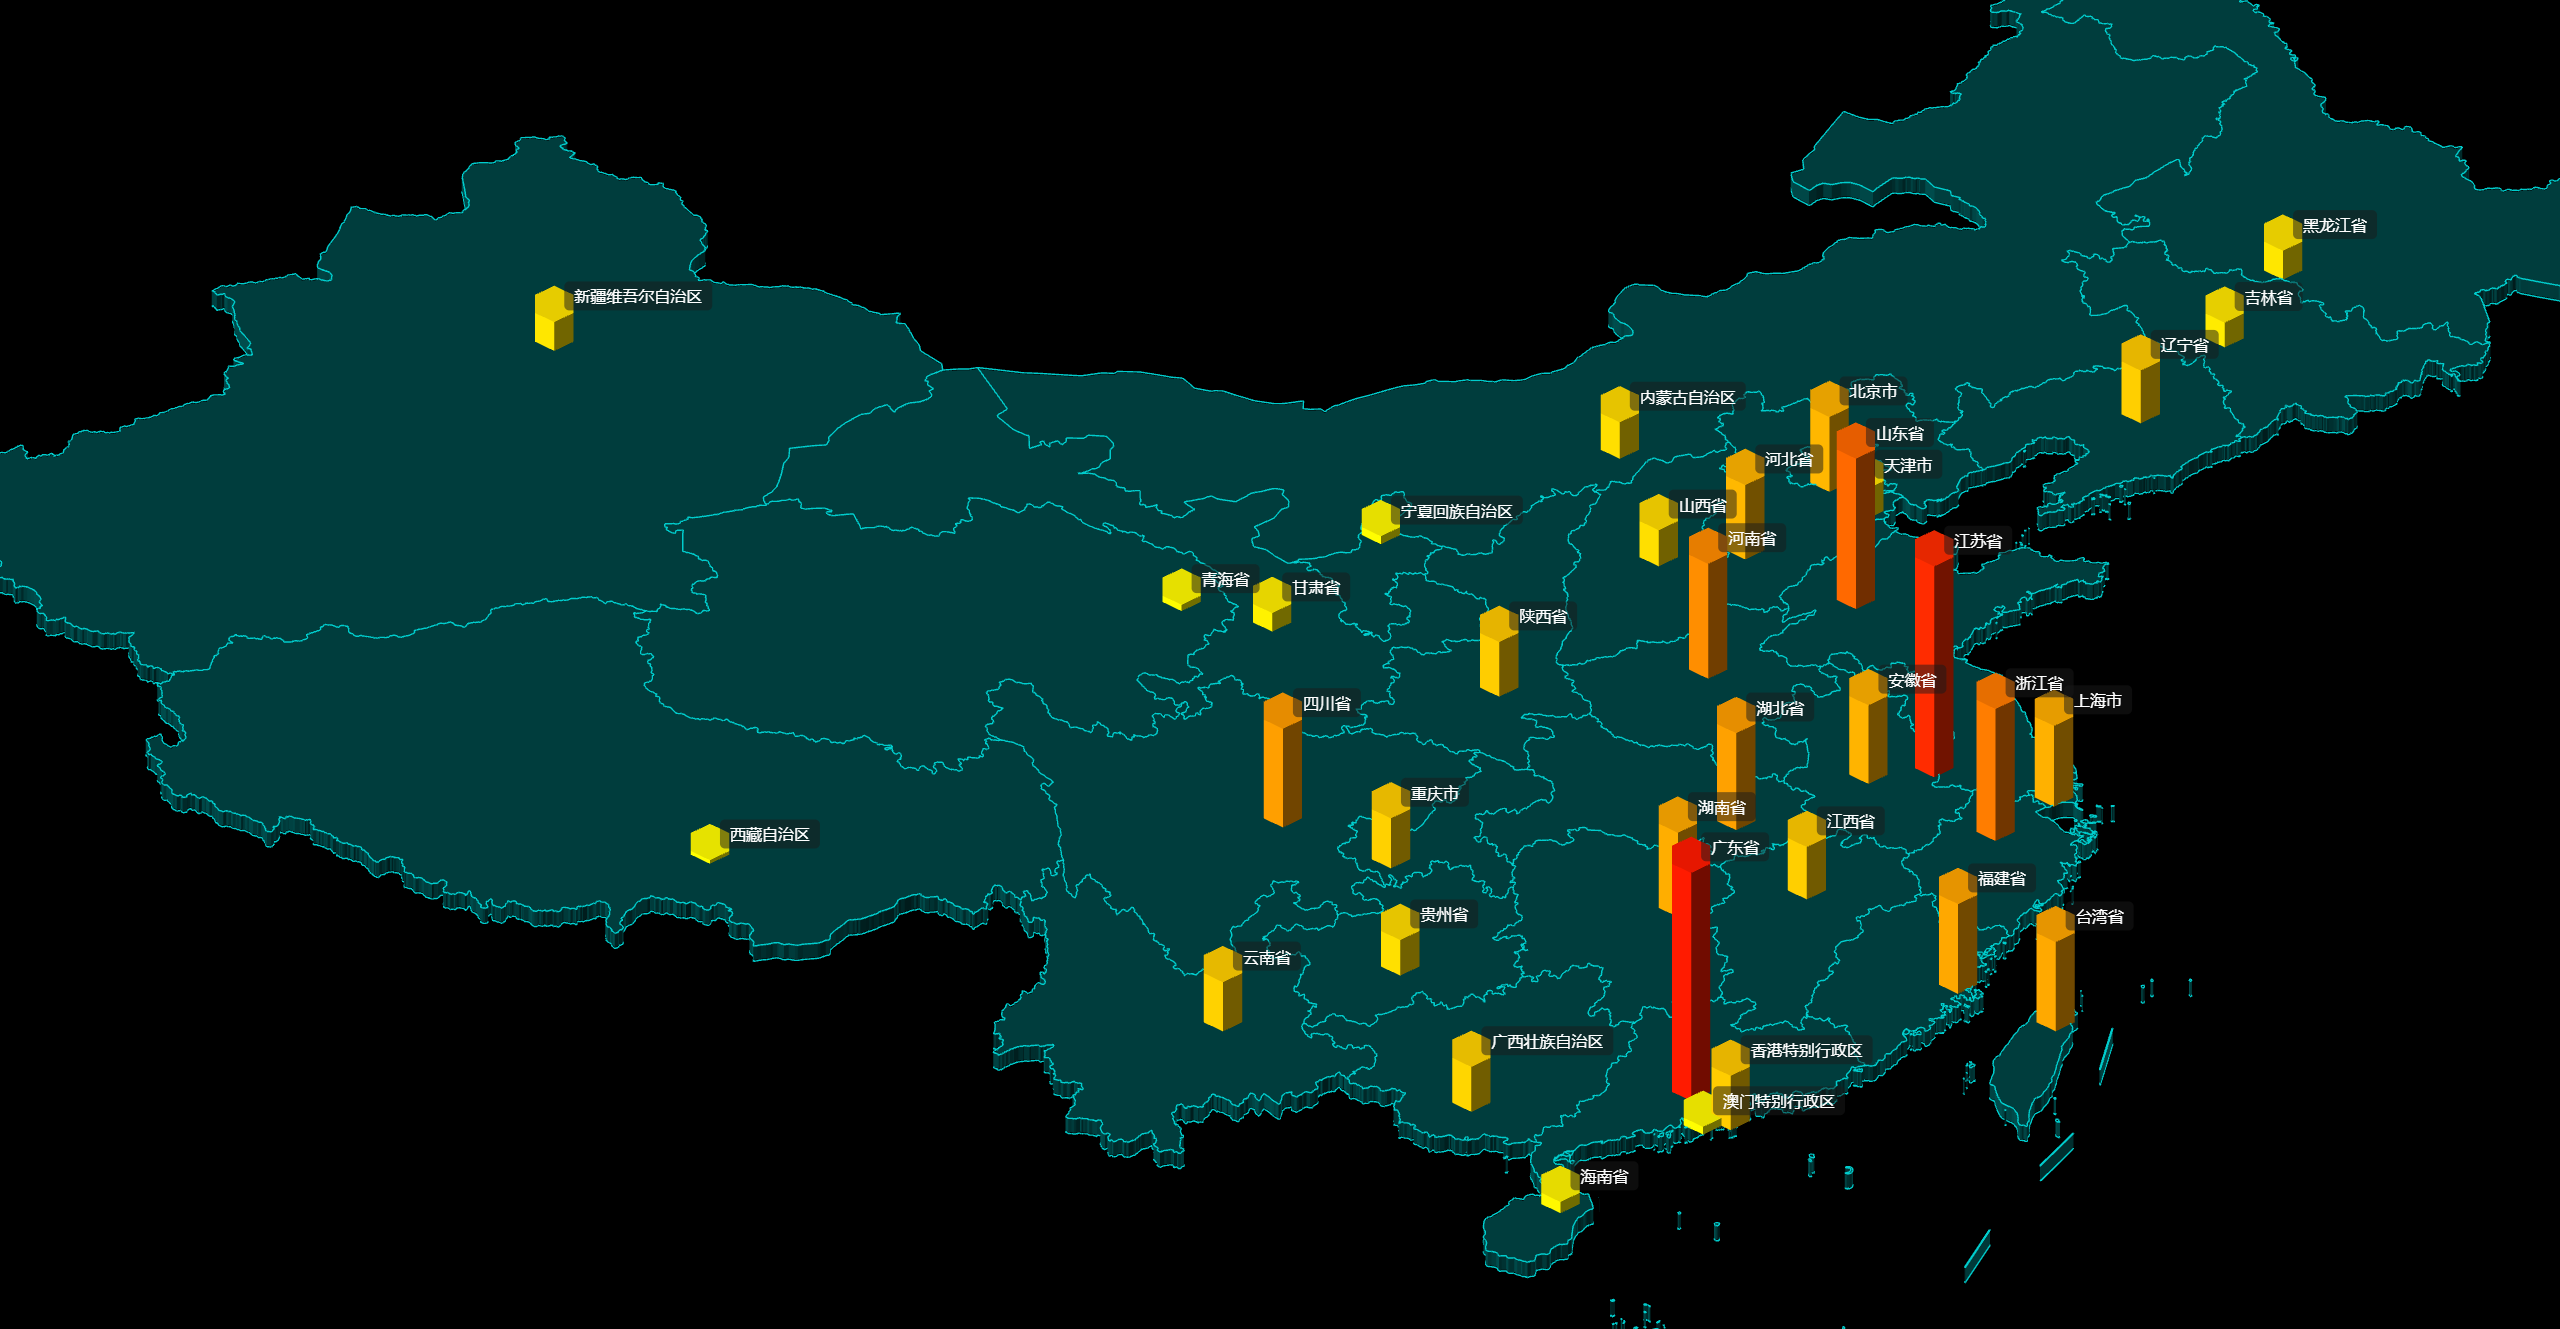 黑龙江省
新疆维吾尔自治区
吉林省
辽宁省
北京市
内蒙古自治区
山东省
河北省
天津市
山西省
宁夏回族自治区
河南省
江苏省
青海省
甘肃省
陕西省
安徽省
浙江省
上海市
四川省
湖北省
重庆市
湖南省
江西省
西藏自治区
广东省
福建省
贵州省
台湾省
云南省
广西壮族自治区
香港特别行政区
澳门特别行政区
海南省